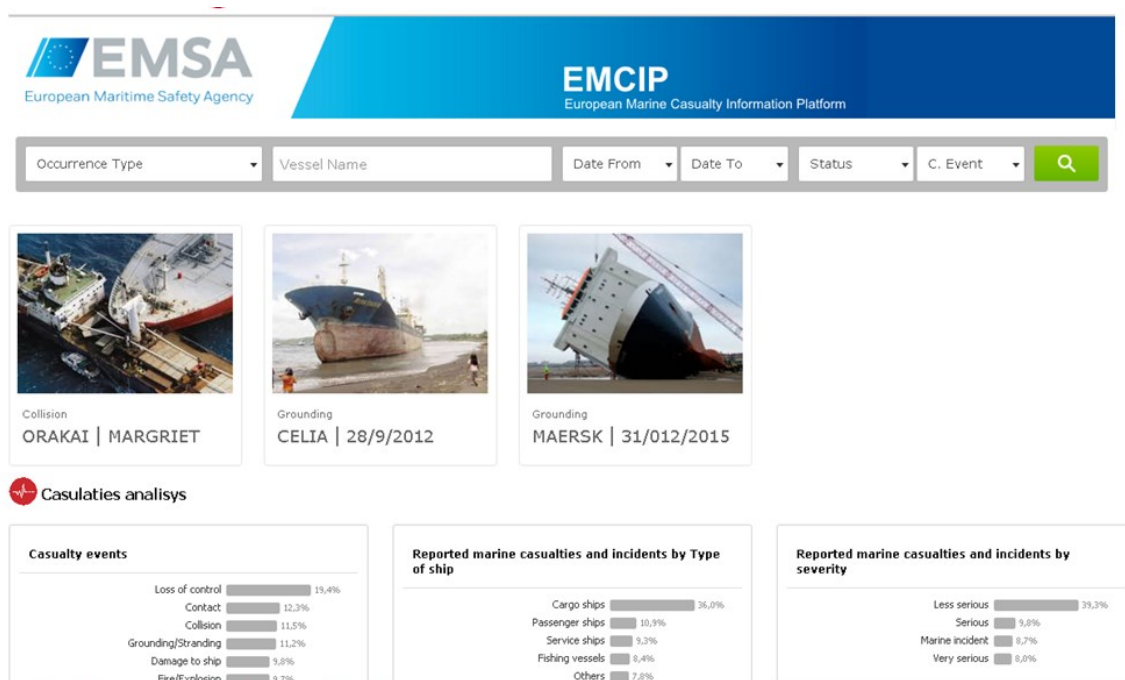 EMSA
European Maritime Safety Agency
EMCIP
European Marine Casualty Information Platform
Occurrence Type
Vessel Name
Date From
Date To
Status
C. Event
Collision
ORAKAI | MARGRIET
Grounding
CELIA | 28/9/2012
Grounding
MAERSK | 31/012/2015
Casulaties analisys
Casualty events
Loss of control 19,4%
Contact 12,3%
Collision 11,5%
Grounding/Stranding 11,2%
Damage to ship 9,8%
Fire/Explosion 9,7%
Reported marine casualties and incidents by Type
of ship
Cargo ships 36,0%
Passenger ships 10,9%
Service ships 9,3%
Fishing vessels 8,4%
Others 7,8%
Reported marine casualties and incidents by
severity
Less serious 39,3%
Serious 9,8%
Marine incident 8,7%
Very serious 8,0%